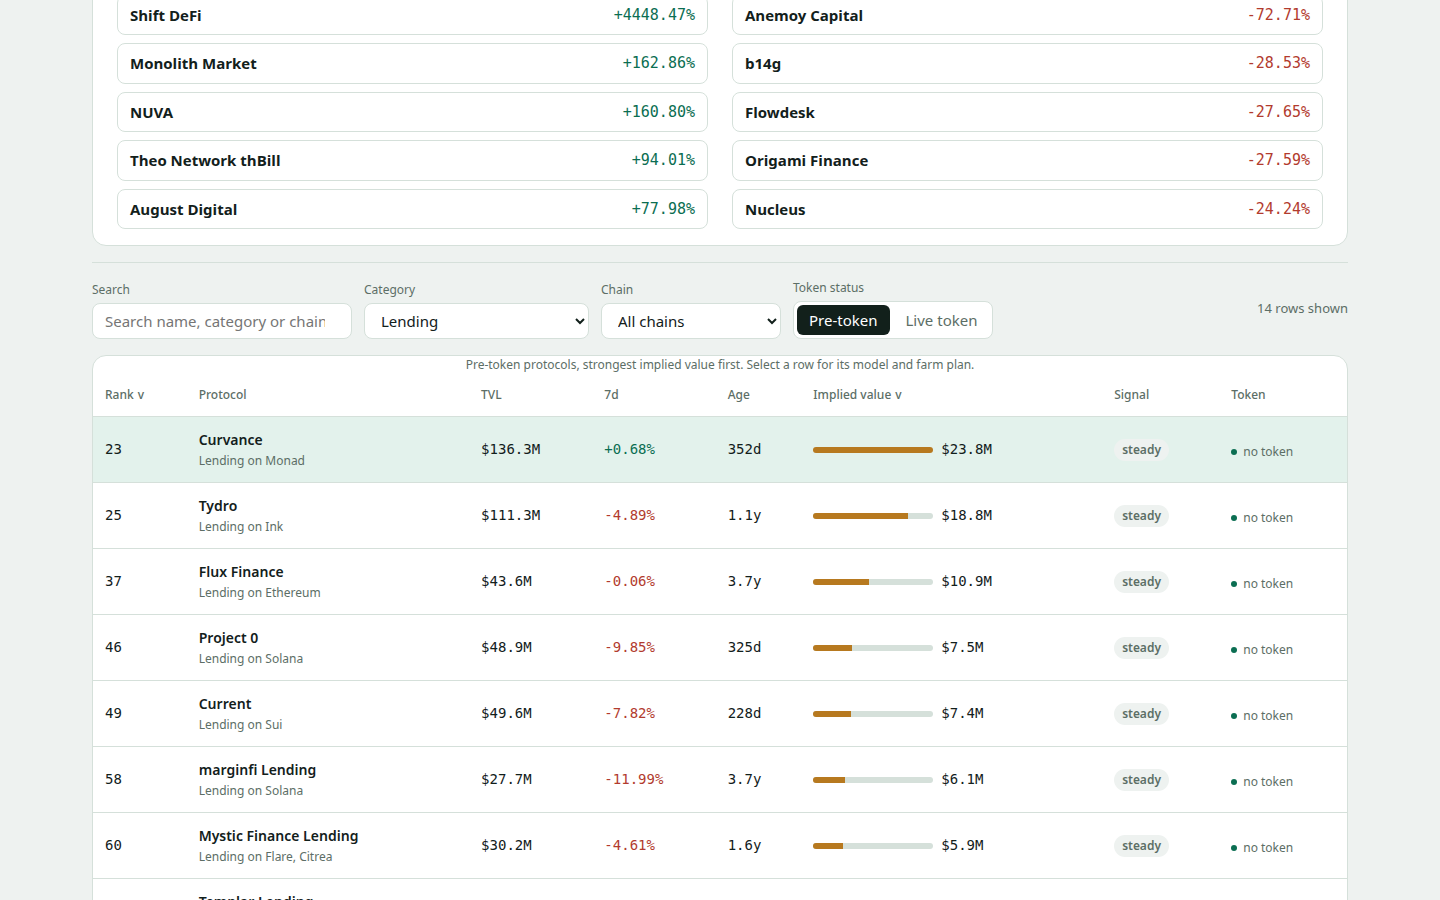 Shift DeFi +4448.47% Anemoy Capital -72.71%
Monolith Market +162.86% b14g -28.53%
NUVA +160.80% Flowdesk -27.65%
Theo Network thBill +94.01% Origami Finance -27.59%
August Digital +77.98% Nucleus -24.24%
Search Category Chain Token status
Search name, category or chain Lending All chains Pre-token Live token 14 rows shown
Pre-token protocols, strongest implied value first. Select a row for its model and farm plan.
Rank v Protocol TVL 7d Age Implied value v Signal Token
23 Curvance $136.3M +0.68% 352d $23.8M steady no token
Lending on Monad
25 Tydro $111.3M -4.89% 1.1y $18.8M steady no token
Lending on Ink
37 Flux Finance $43.6M -0.06% 3.7y $10.9M steady no token
Lending on Ethereum
46 Project 0 $48.9M -9.85% 325d $7.5M steady no token
Lending on Solana
49 Current $49.6M -7.82% 228d $7.4M steady no token
Lending on Sui
58 marginfi Lending $27.7M -11.99% 3.7y $6.1M steady no token
Lending on Solana
60 Mystic Finance Lending $30.2M -4.61% 1.6y $5.9M steady no token
Lending on Flare, Citrea